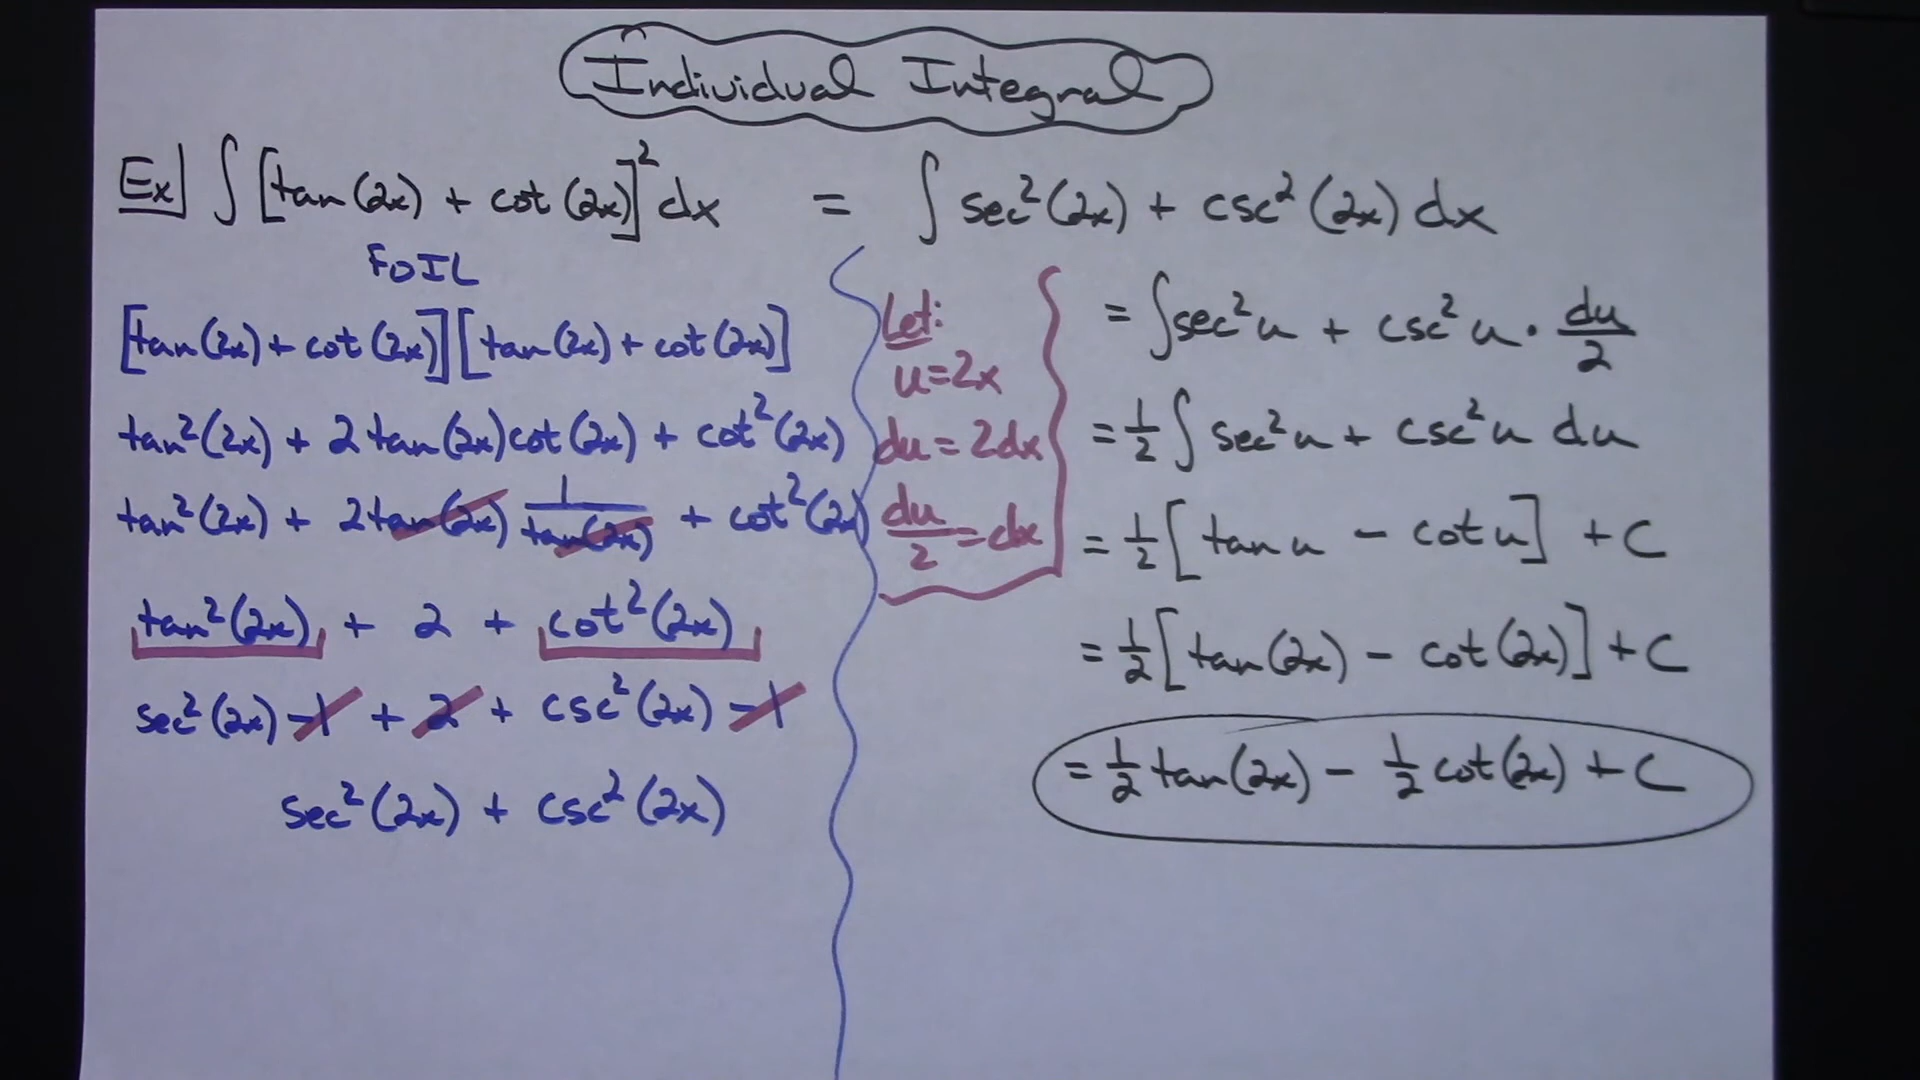 Individual Integral
Ex] ∫ [tan(2x) + cot(2x)]² dx = ∫ sec²(2x) + csc²(2x) dx
FOIL
[tan(2x) + cot(2x)][tan(2x) + cot(2x)]
tan²(2x) + 2tan(2x)cot(2x) + cot²(2x)
tan²(2x) + 2tan(2x) 1/tan(2x) + cot²(2x)
tan²(2x) + 2 + cot²(2x)
sec²(2x) -1 + 2 + csc²(2x) -1
sec²(2x) + csc²(2x)
Let:
u=2x
du = 2dx
du/2 = dx
= ∫sec²u + csc²u · du/2
= 1/2 ∫ sec²u + csc²u du
= 1/2 [tan u - cot u] + C
= 1/2 [tan(2x) - cot(2x)] + C
= 1/2 tan(2x) - 1/2 cot(2x) + C